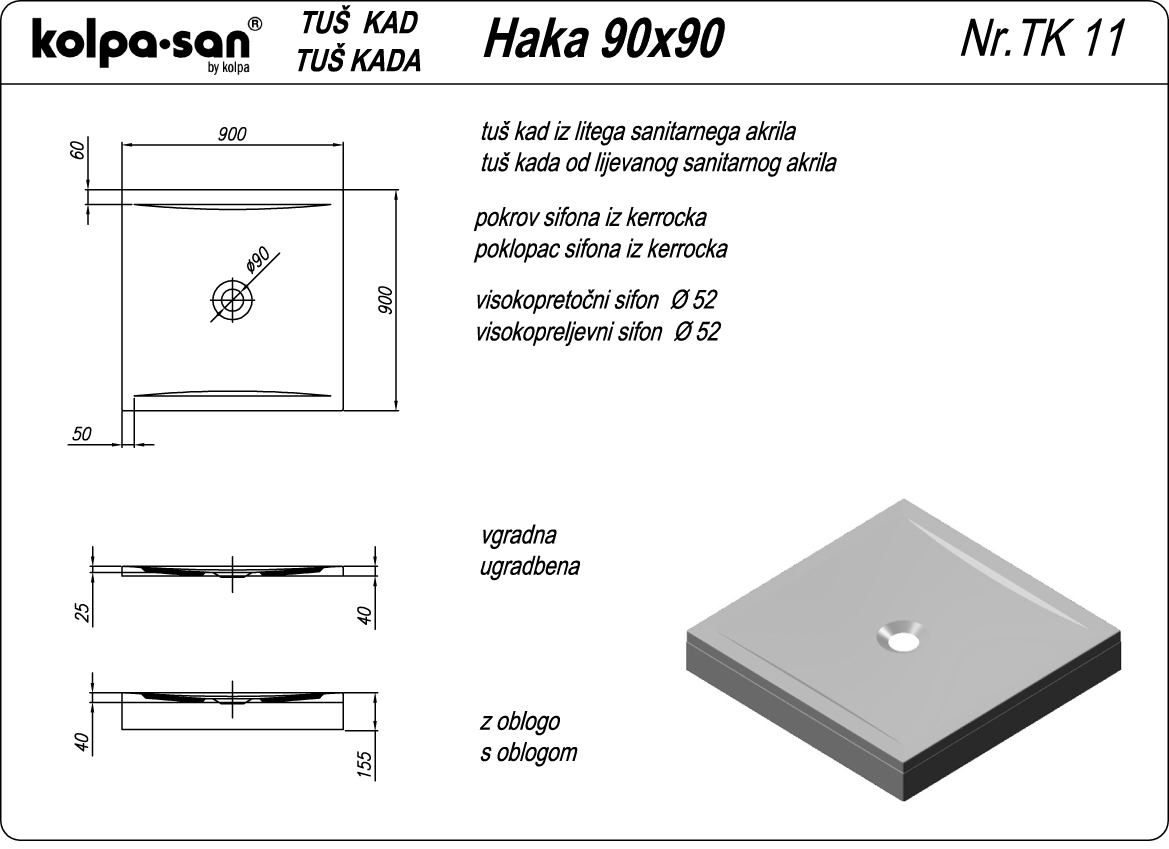 kolpa•san®
by kolpa
TUŠ KAD
TUŠ KADA
Haka 90x90
Nr.TK 11
900
60
ø90
900
50
tuš kad iz litega sanitarnega akrila
tuš kada od lijevanog sanitarnog akrila
pokrov sifona iz kerrocka
poklopac sifona iz kerrocka
visokopretočni sifon Ø 52
visokopreljevni sifon Ø 52
25
40
vgradna
ugradbena
40
155
z oblogo
s oblogom